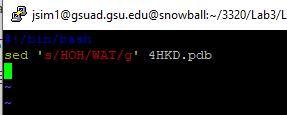 jsim1@gsuad.gsu.edu@snowball:~/3320/Lab3/L
#!/bin/bash
sed 's/HOH/WAT/g' 4HKD.pdb
~
~